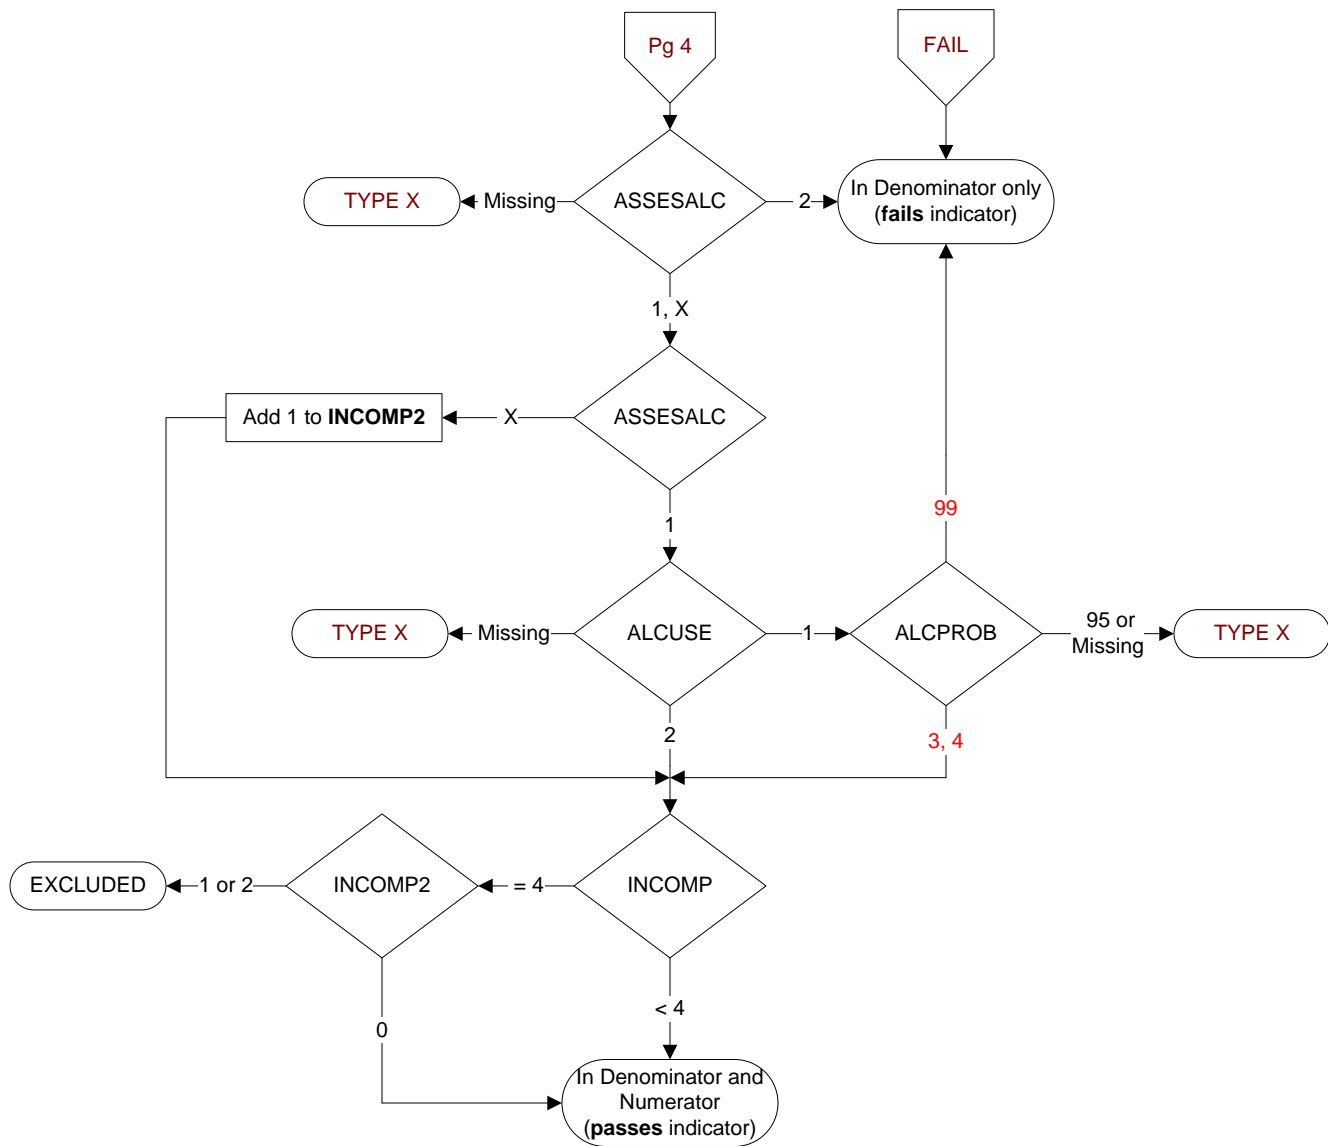 Pg 4
FAIL
TYPE X
Missing
ASSESALC
2
In Denominator only
(fails indicator)
1, X
Add 1 to INCOMP2
X
ASSESALC
99
1
TYPE X
Missing
ALCUSE
1
ALCPROB
95 or
Missing
TYPE X
2
3, 4
EXCLUDED
1 or 2
INCOMP2
= 4
INCOMP
< 4
0
In Denominator and
Numerator
(passes indicator)